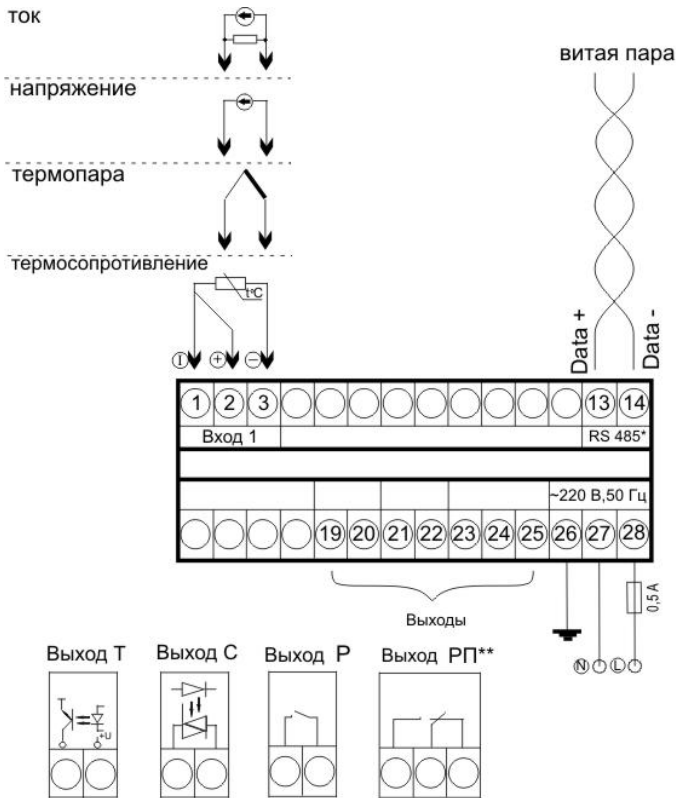 ток
напряжение
термопара
термосопротивление
t°C
витая пара
Data +
Data -
I + −
1 2 3 13 14
Вход 1 RS 485*
~220 В,50 Гц
19 20 21 22 23 24 25 26 27 28
Выходы
0,5 А
N L
Выход Т Выход С Выход Р Выход РП**
+U